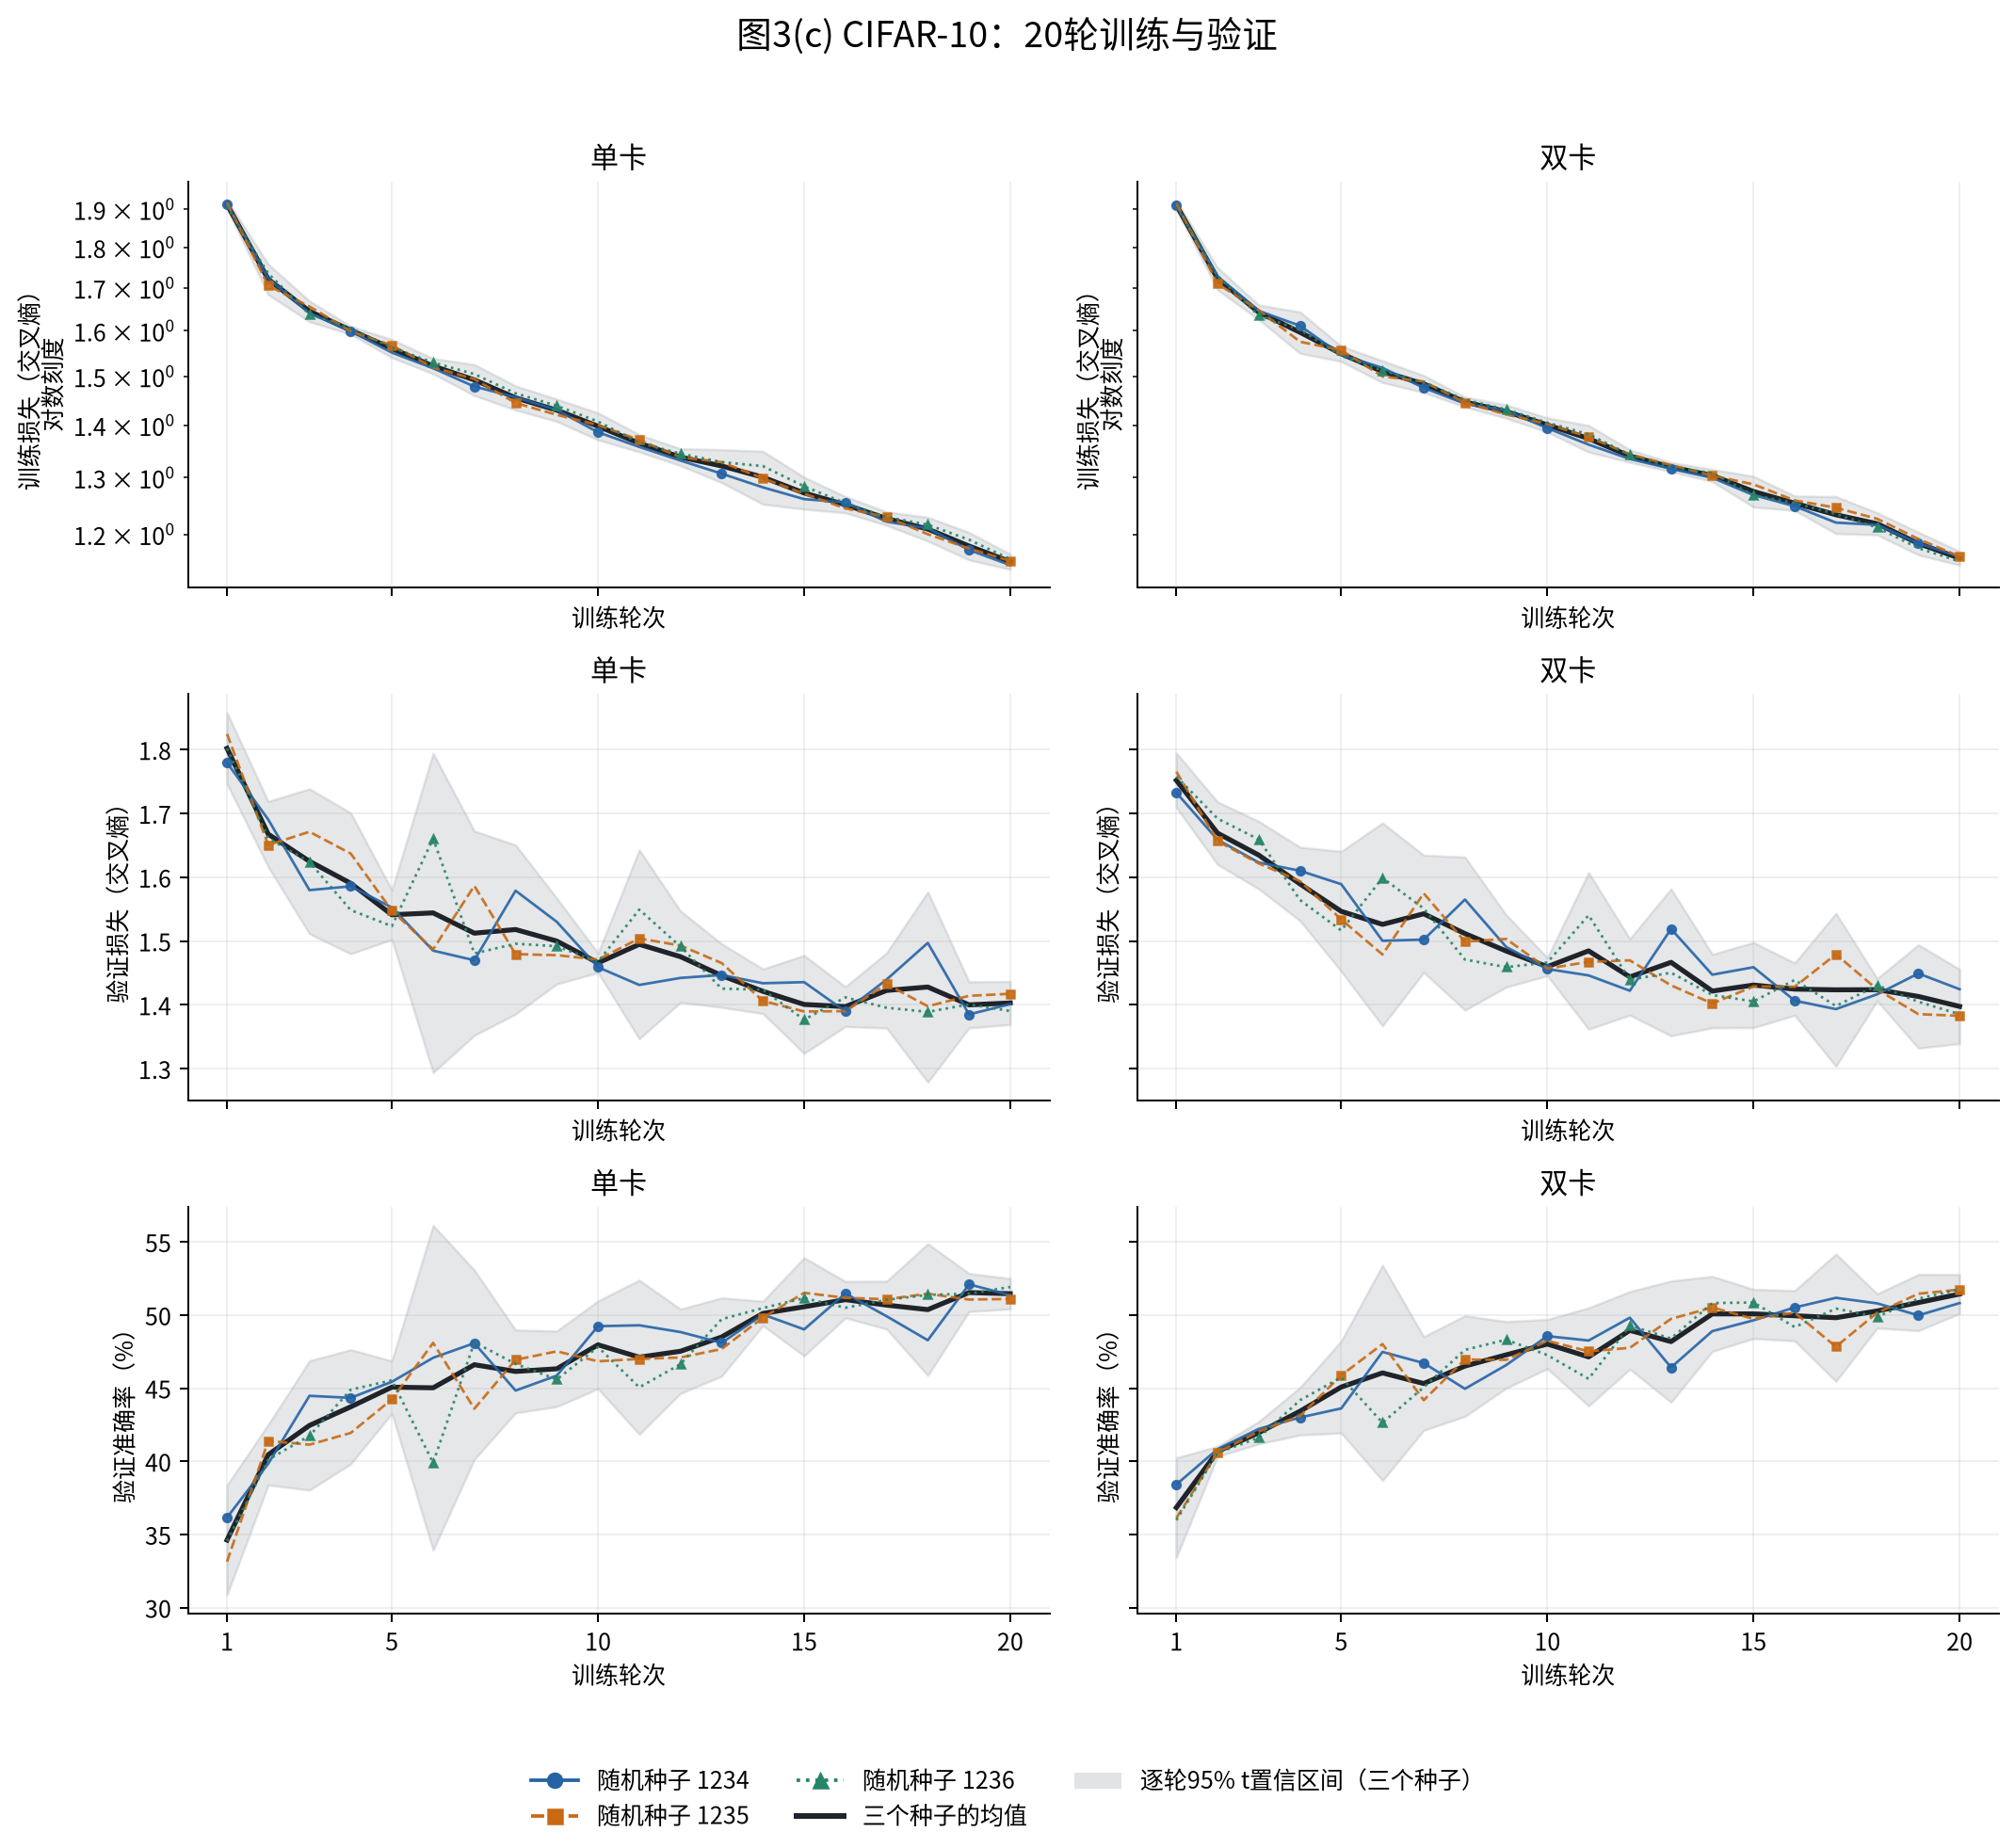 图3(c) CIFAR-10：20轮训练与验证
单卡
双卡
训练损失（交叉熵）
对数刻度
1.9 × 10⁰
1.8 × 10⁰
1.7 × 10⁰
1.6 × 10⁰
1.5 × 10⁰
1.4 × 10⁰
1.3 × 10⁰
1.2 × 10⁰
训练轮次
训练损失（交叉熵）
对数刻度
训练轮次
单卡
双卡
验证损失（交叉熵）
1.8
1.7
1.6
1.5
1.4
1.3
训练轮次
验证损失（交叉熵）
训练轮次
单卡
双卡
验证准确率（%）
55
50
45
40
35
30
1 5 10 15 20
训练轮次
验证准确率（%）
1 5 10 15 20
训练轮次
随机种子 1234
随机种子 1235
随机种子 1236
三个种子的均值
逐轮95% t置信区间（三个种子）